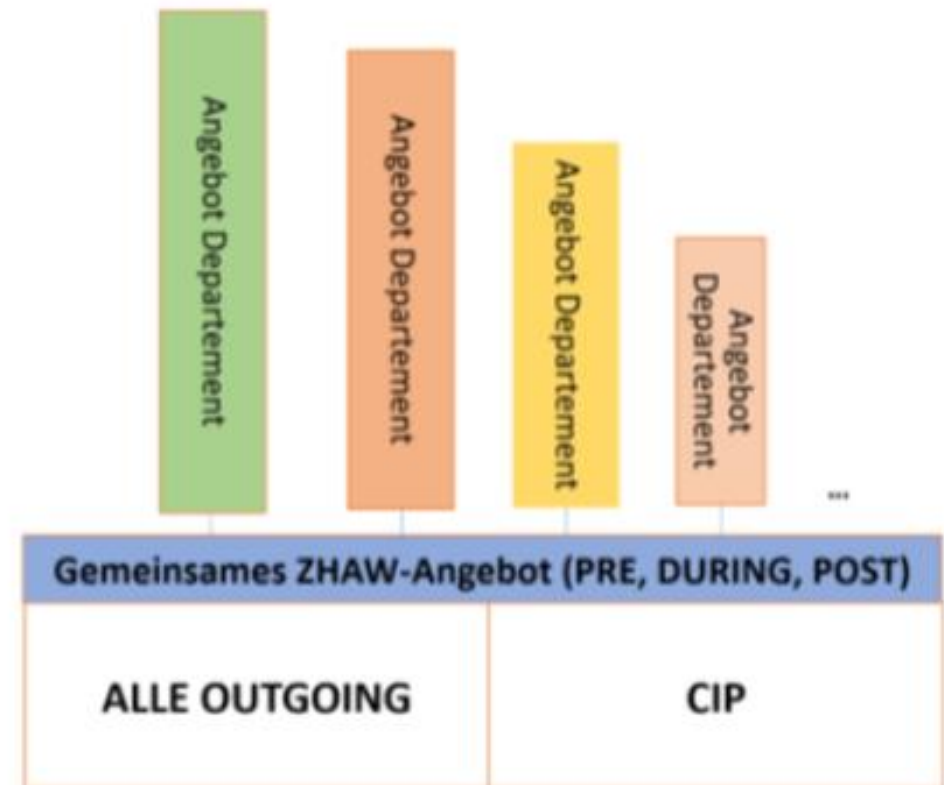 Angebot Departement
Angebot Departement
Angebot Departement
Angebot
Departement
...
Gemeinsames ZHAW-Angebot (PRE, DURING, POST)
ALLE OUTGOING
CIP